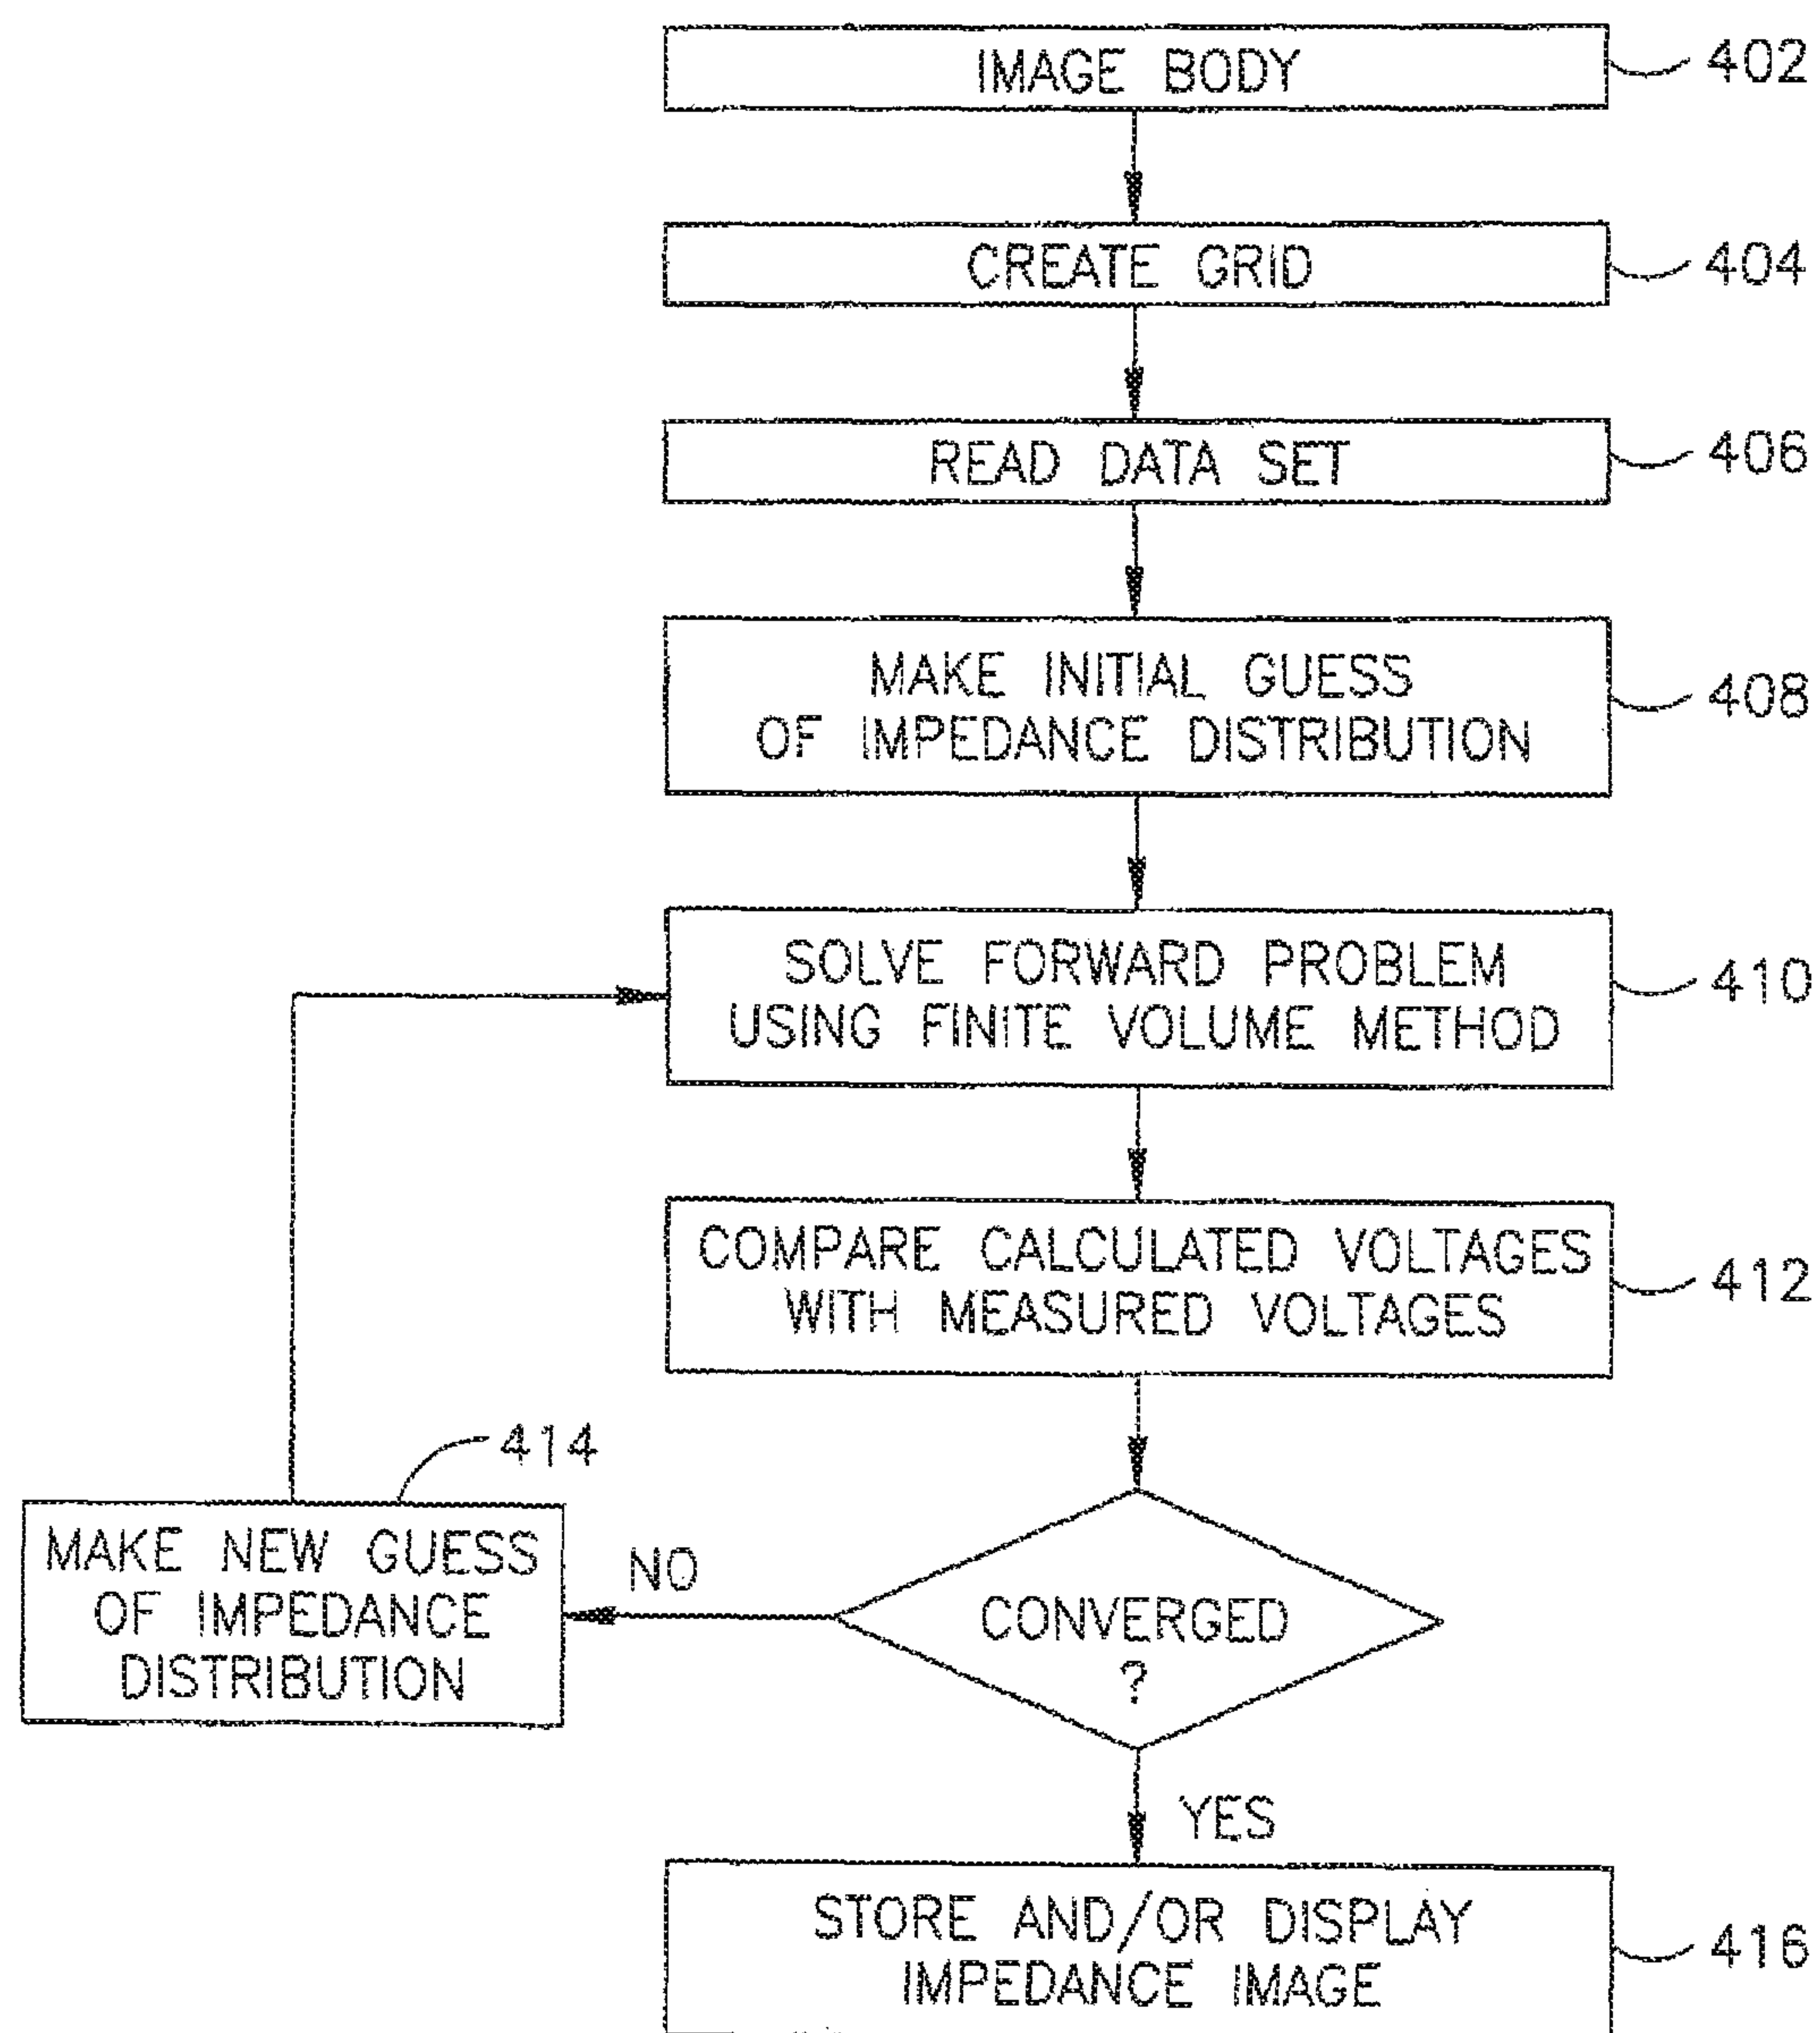 IMAGE BODY
402
CREATE GRID
404
READ DATA SET
406
MAKE INITIAL GUESS
OF IMPEDANCE DISTRIBUTION
408
SOLVE FORWARD PROBLEM
USING FINITE VOLUME METHOD
410
COMPARE CALCULATED VOLTAGES
WITH MEASURED VOLTAGES
412
414
MAKE NEW GUESS
OF IMPEDANCE
DISTRIBUTION
NO
CONVERGED
?
YES
STORE AND/OR DISPLAY
IMPEDANCE IMAGE
416